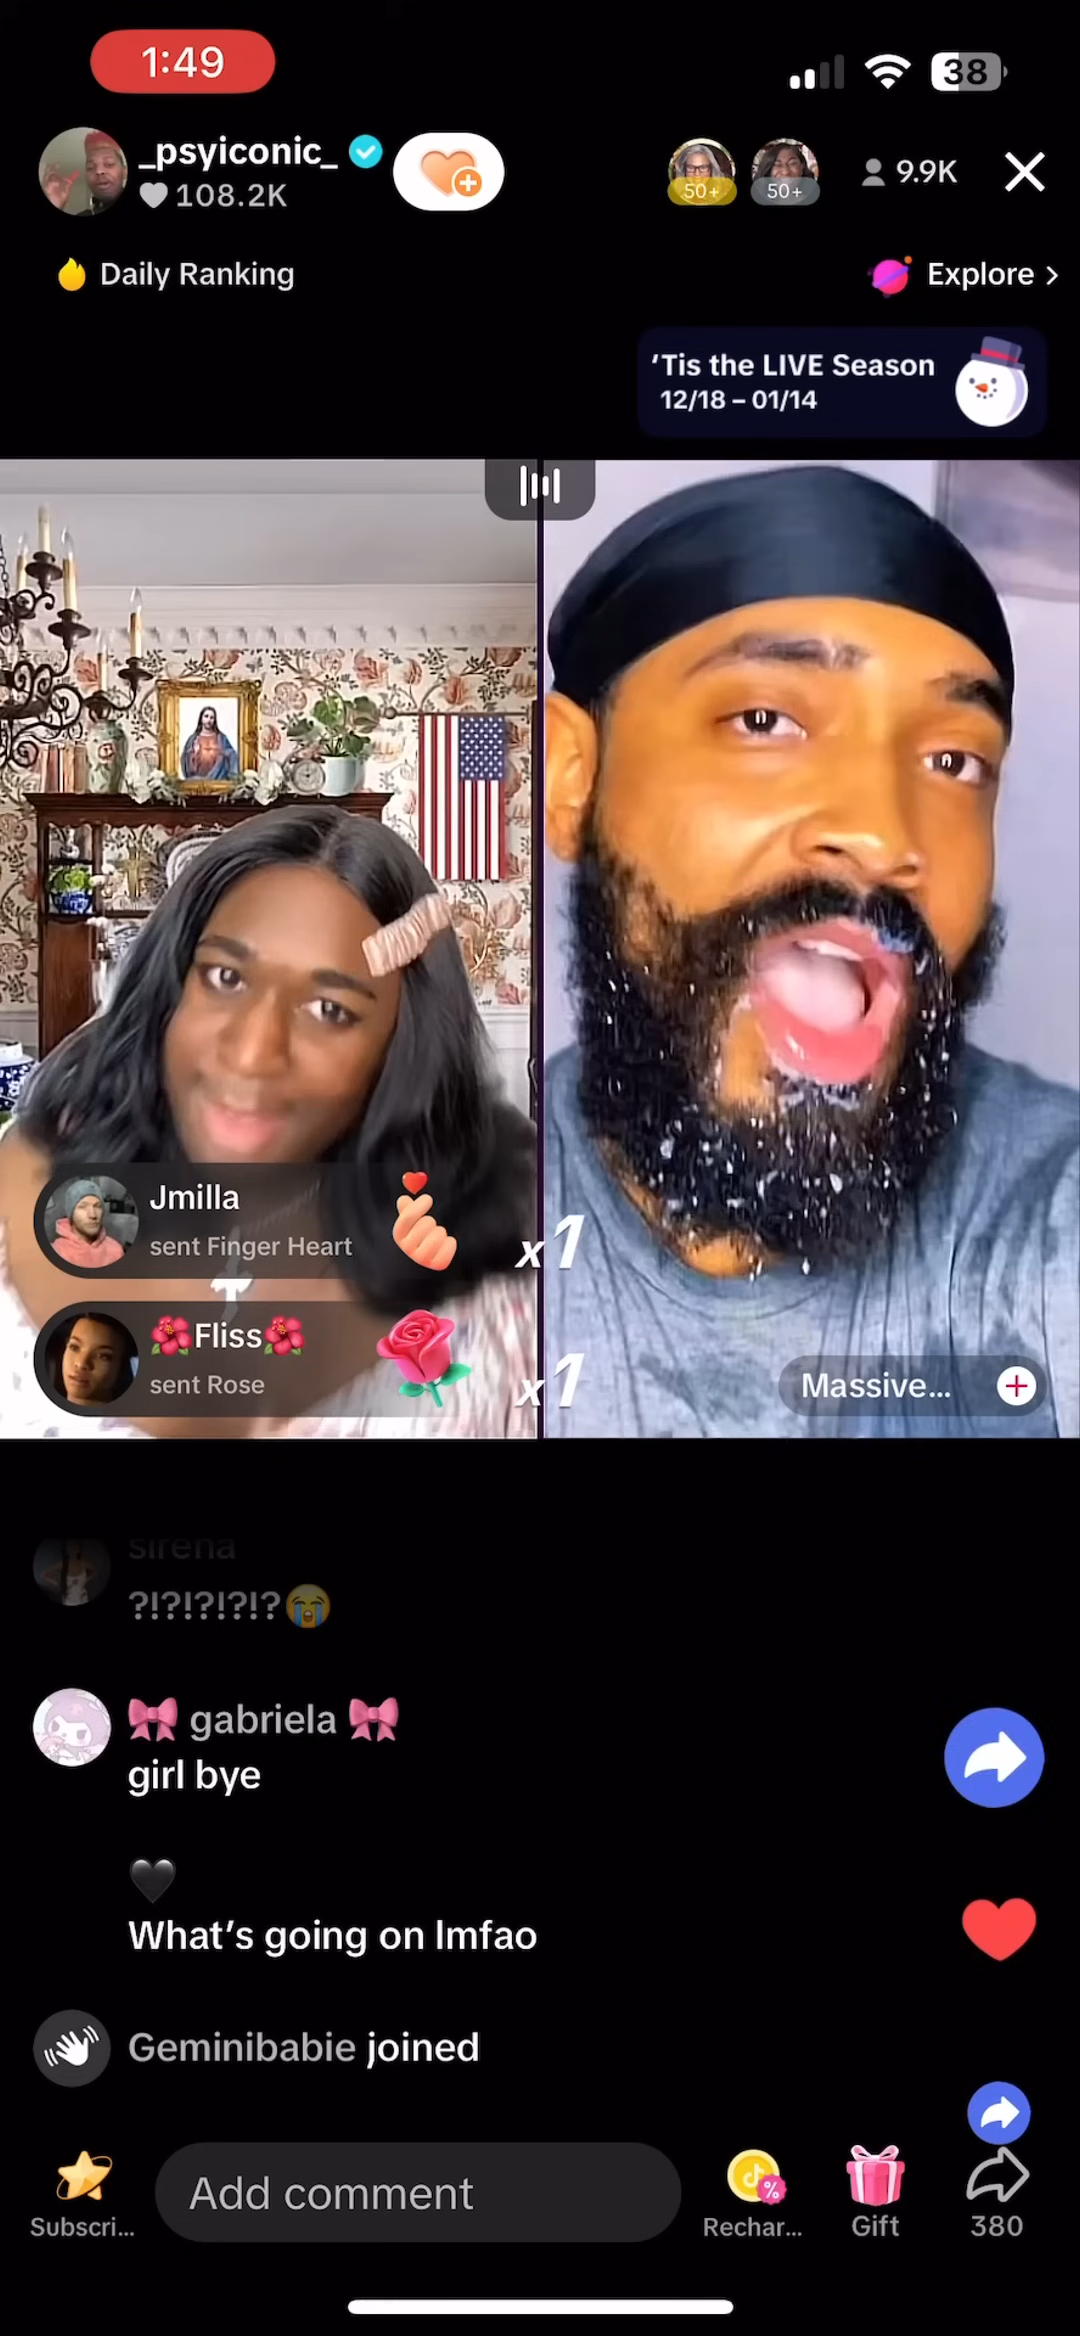 1:49
38
_psyiconic_
108.2K
50+
50+
9.9K
Daily Ranking
Explore >
‘Tis the LIVE Season
12/18 – 01/14
Jmilla
sent Finger Heart
x1
🌺Fliss🌺
sent Rose
x1
Massive...
+
sirena
?!?!?!?!?😭
🎀 gabriela 🎀
girl bye
🖤
What’s going on lmfao
Geminibabie joined
Subscri...
Add comment
Rechar...
Gift
380